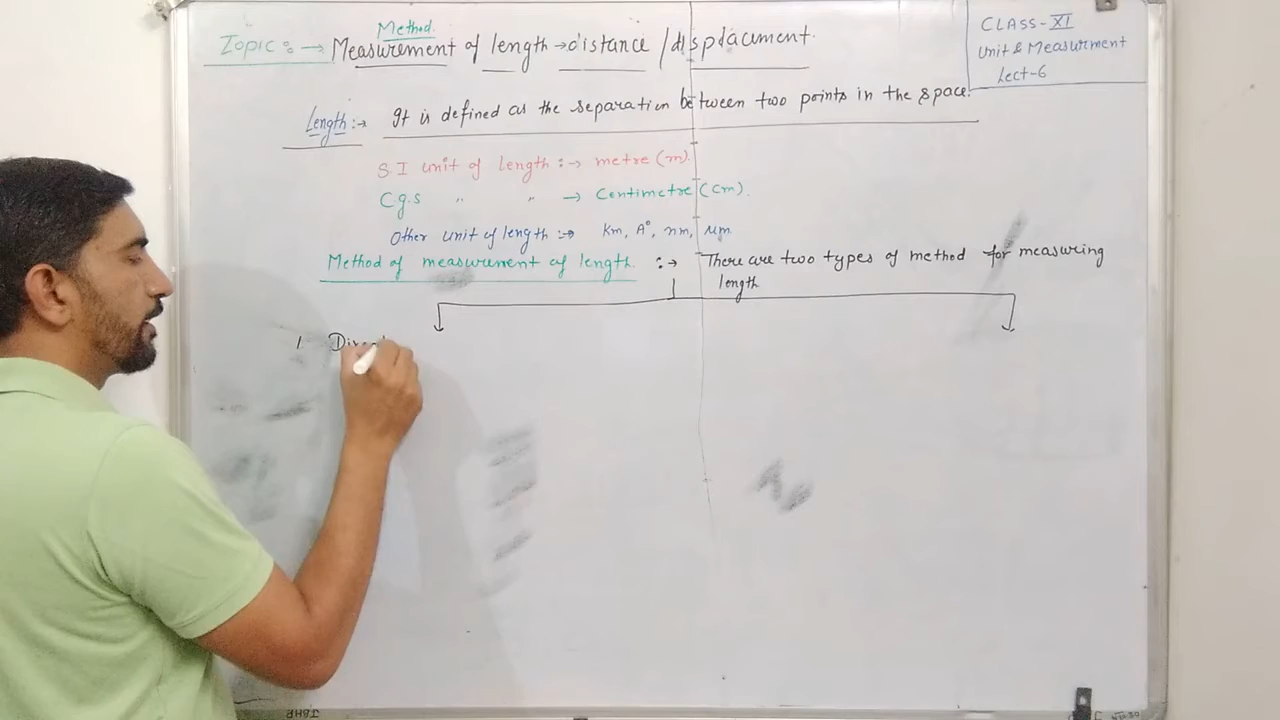 Method.
Topic :- → Measurement of length → distance / displacement.
CLASS-XI
Unit & Measurment
Lect-6
Length :→ It is defined as the separation between two points in the space.
S.I unit of length :→ metre (m).
C.g.s " " → Centimetre (cm).
Other unit of length :→ Km, A°, nm, μm
Method of measurement of length. :→ There are two types of method for measuring
length
1.